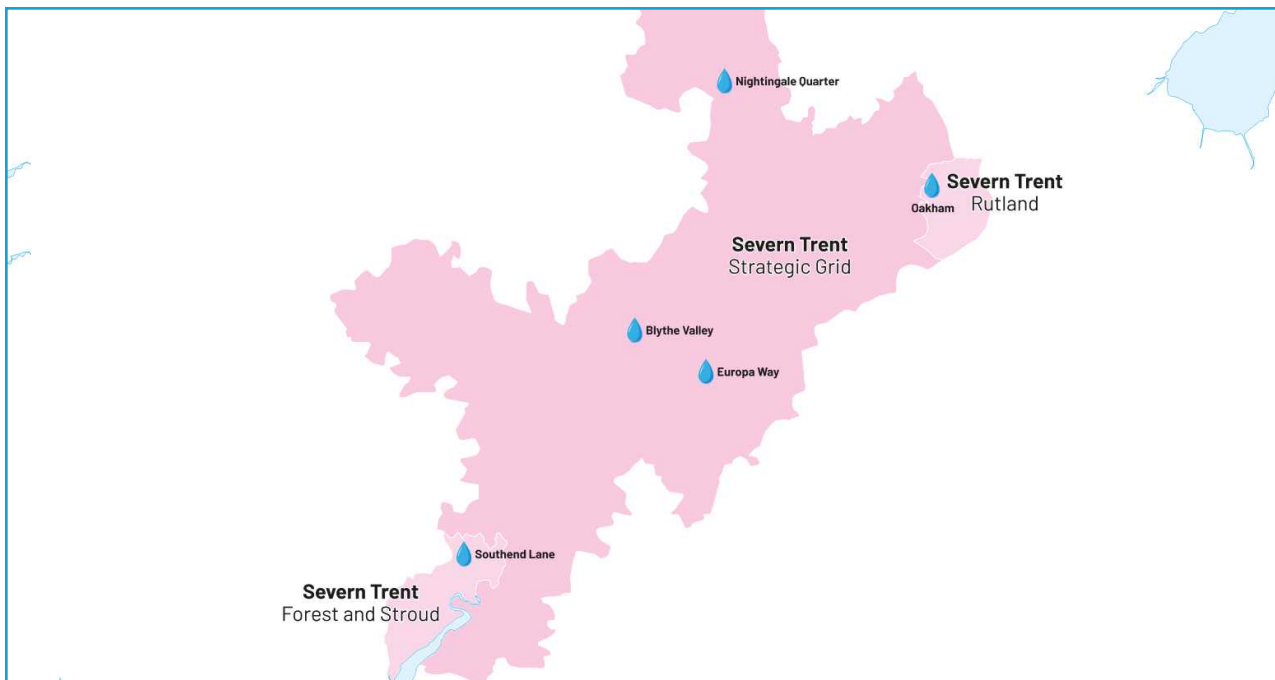 Nightingale Quarter
Severn Trent
Rutland
Oakham
Severn Trent
Strategic Grid
Blythe Valley
Europa Way
Southend Lane
Severn Trent
Forest and Stroud